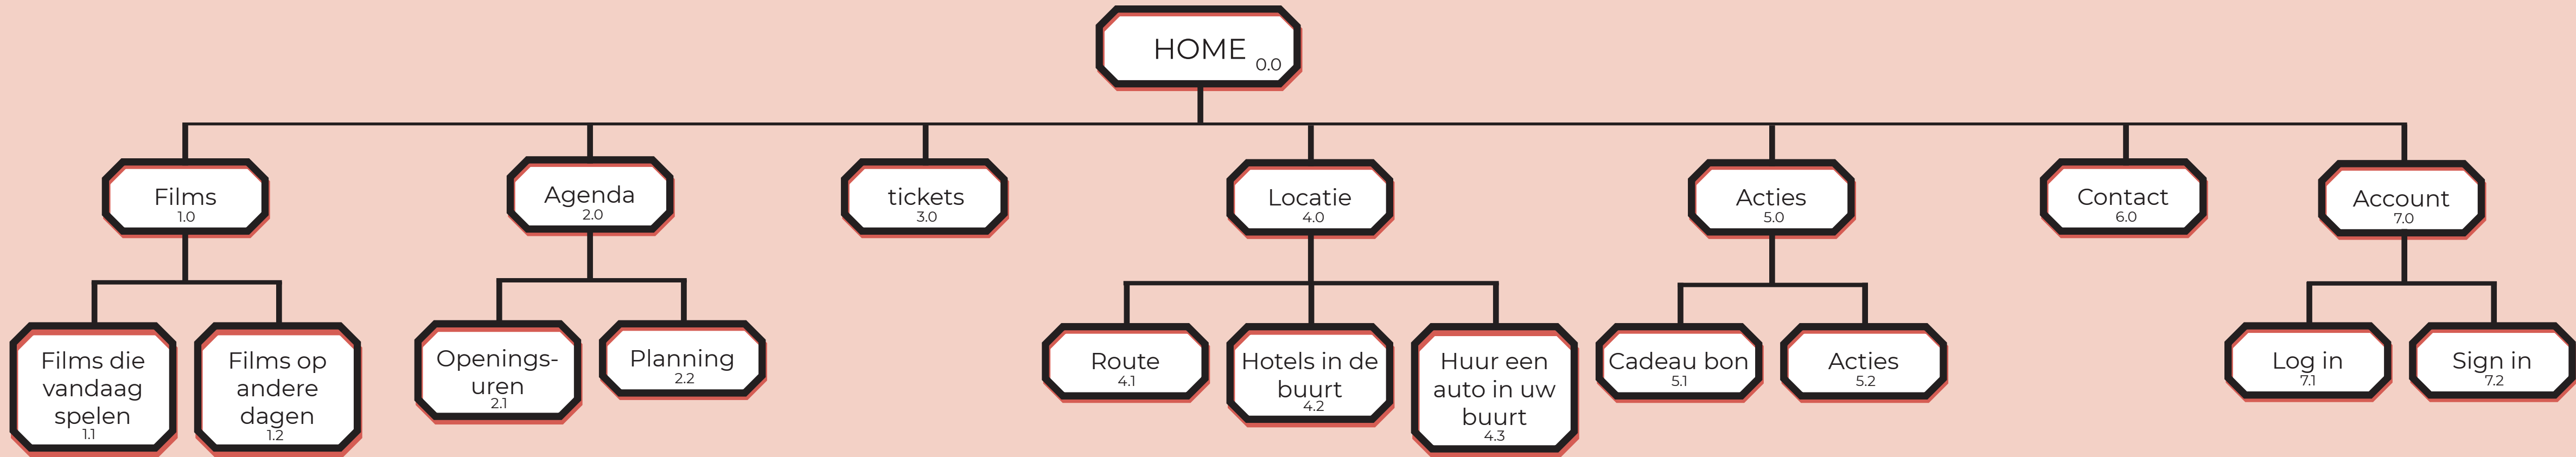 HOME
0.0
Films
1.0
Agenda
2.0
tickets
3.0
Locatie
4.0
Acties
5.0
Contact
6.0
Account
7.0
Films die
vandaag
spelen
1.1
Films op
andere
dagen
1.2
Openings-
uren
2.1
Planning
2.2
Route
4.1
Hotels in de
buurt
4.2
Huur een
auto in uw
buurt
4.3
Cadeau bon
5.1
Acties
5.2
Log in
7.1
Sign in
7.2